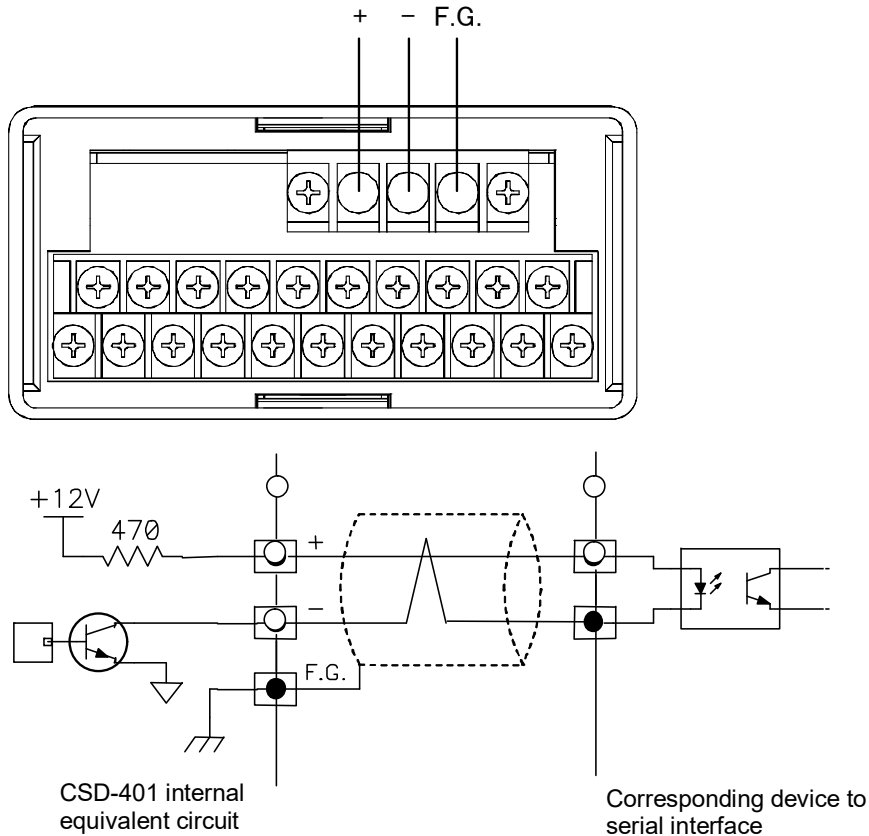 + − F.G.
+12V
470
+
−
F.G.
CSD-401 internal
equivalent circuit
Corresponding device to
serial interface